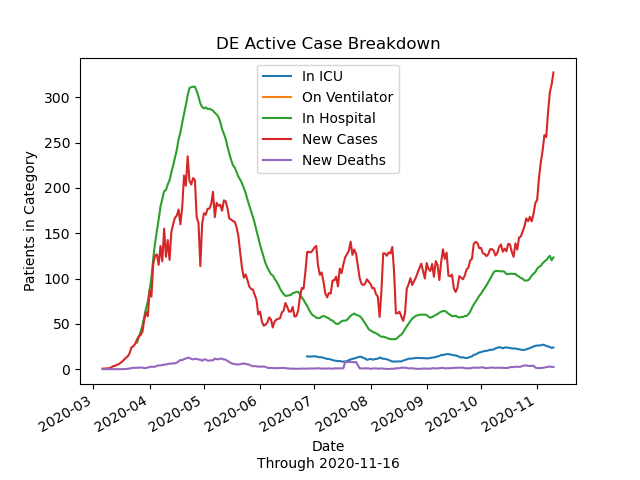 DE Active Case Breakdown
In ICU
On Ventilator
In Hospital
New Cases
New Deaths
Patients in Category
300
250
200
150
100
50
0
2020-03
2020-04
2020-05
2020-06
2020-07
2020-08
2020-09
2020-10
2020-11
Date
Through 2020-11-16